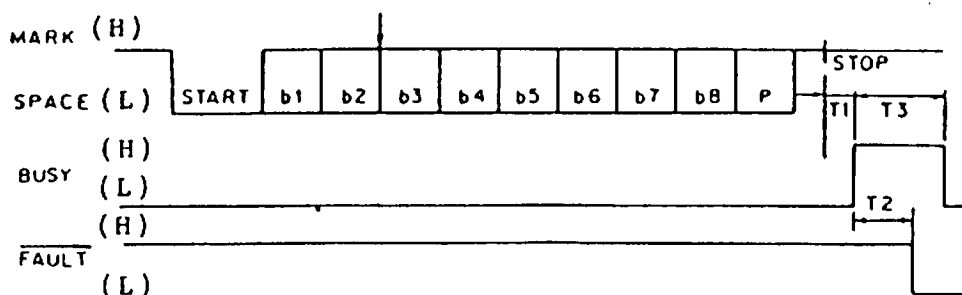 MARK (H)
STOP
SPACE (L) START b1 b2 b3 b4 b5 b6 b7 b8 P
T1 T3
(H)
BUSY
(L)
T2
(H)
FAULT
(L)